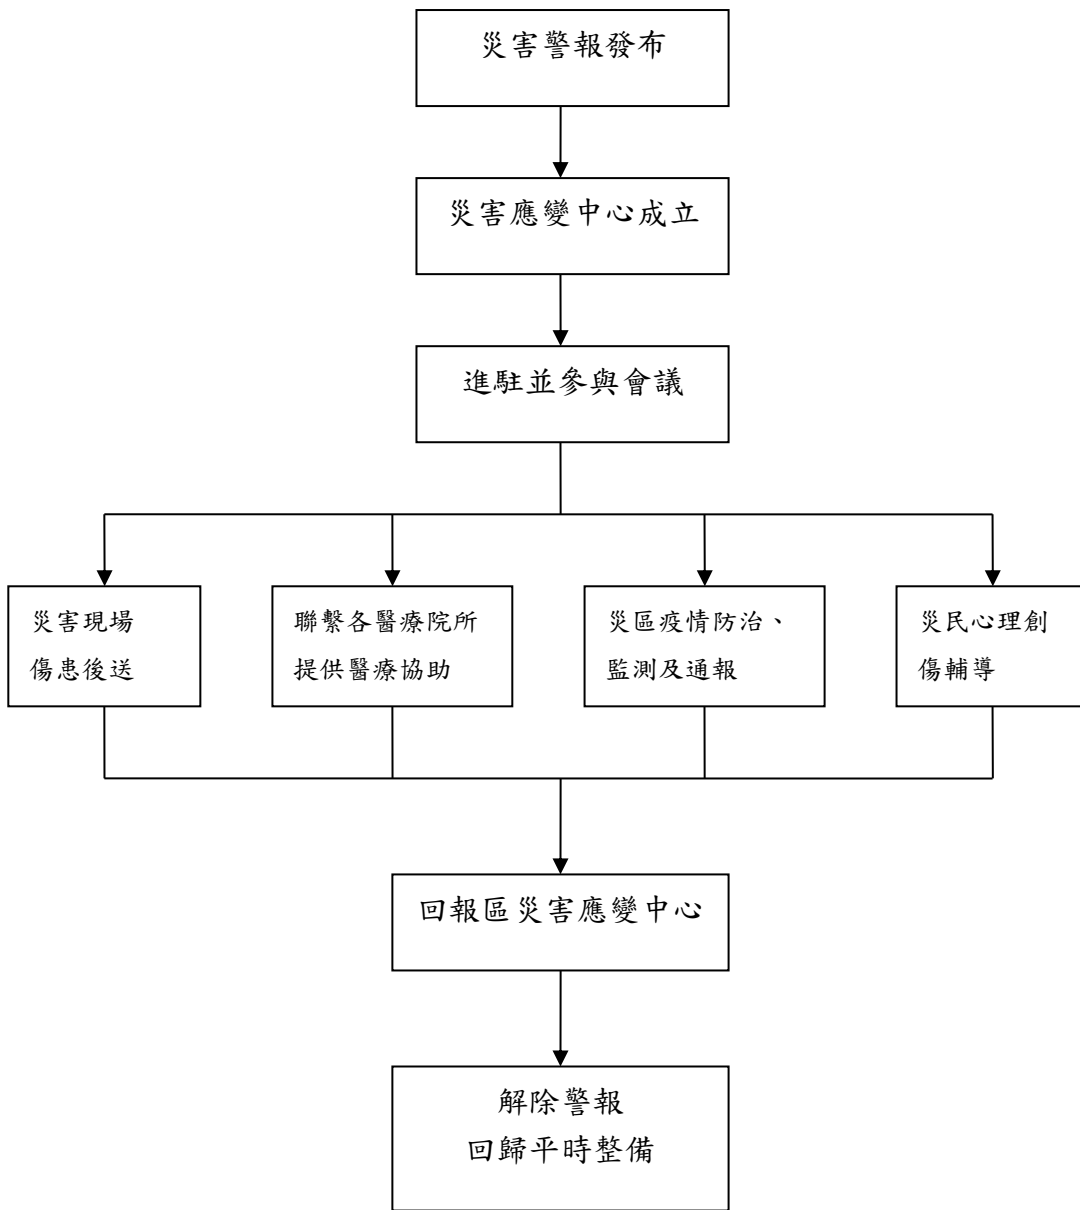 災害警報發布
災害應變中心成立
進駐並參與會議
災害現場
傷患後送
聯繫各醫療院所
提供醫療協助
災區疫情防治、
監測及通報
災民心理創
傷輔導
回報區災害應變中心
解除警報
回歸平時整備